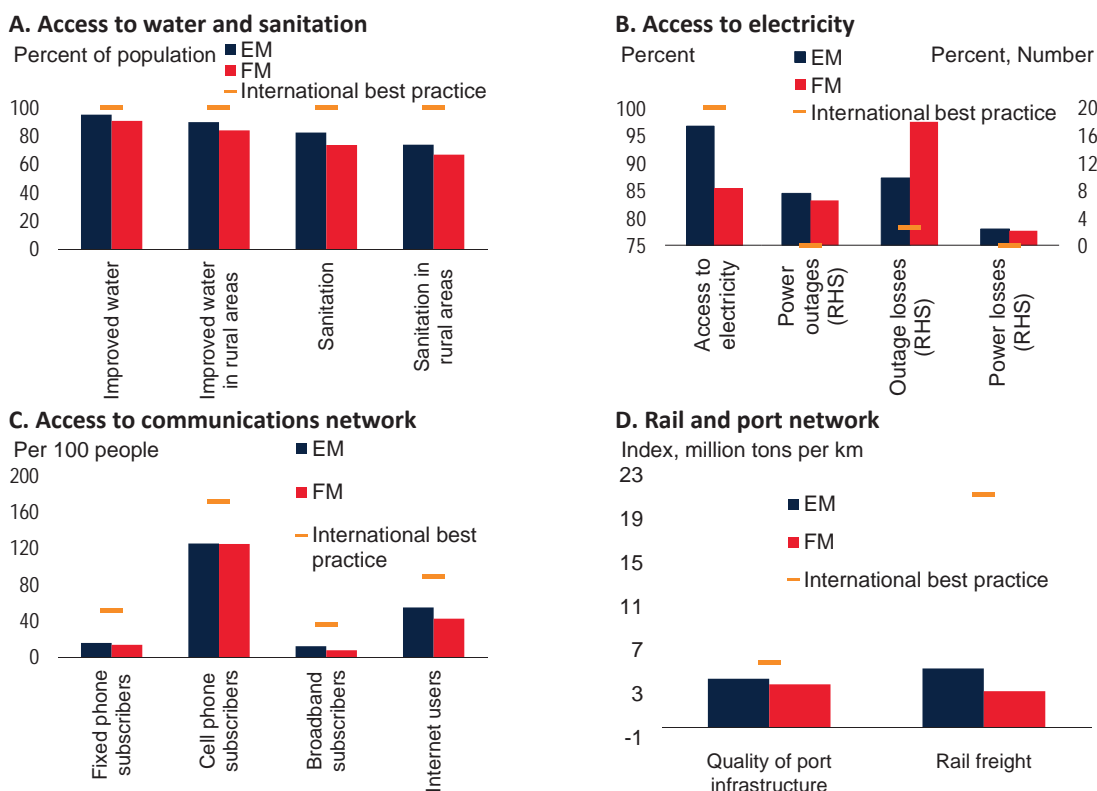 A. Access to water and sanitation
Percent of population
EM
FM
International best practice
100
80
60
40
20
0
Improved water
Improved water
in rural areas
Sanitation
Sanitation in
rural areas
B. Access to electricity
Percent
Percent, Number
EM
FM
International best practice
100
95
90
85
80
75
20
16
12
8
4
0
Access to
electricity
Power
outages
(RHS)
Outage losses
(RHS)
Power losses
(RHS)
C. Access to communications network
Per 100 people
EM
FM
International best
practice
200
160
120
80
40
0
Fixed phone
subscribers
Cell phone
subscribers
Broadband
subscribers
Internet users
D. Rail and port network
Index, million tons per km
EM
FM
International best practice
23
19
15
11
7
3
-1
Quality of port
infrastructure
Rail freight